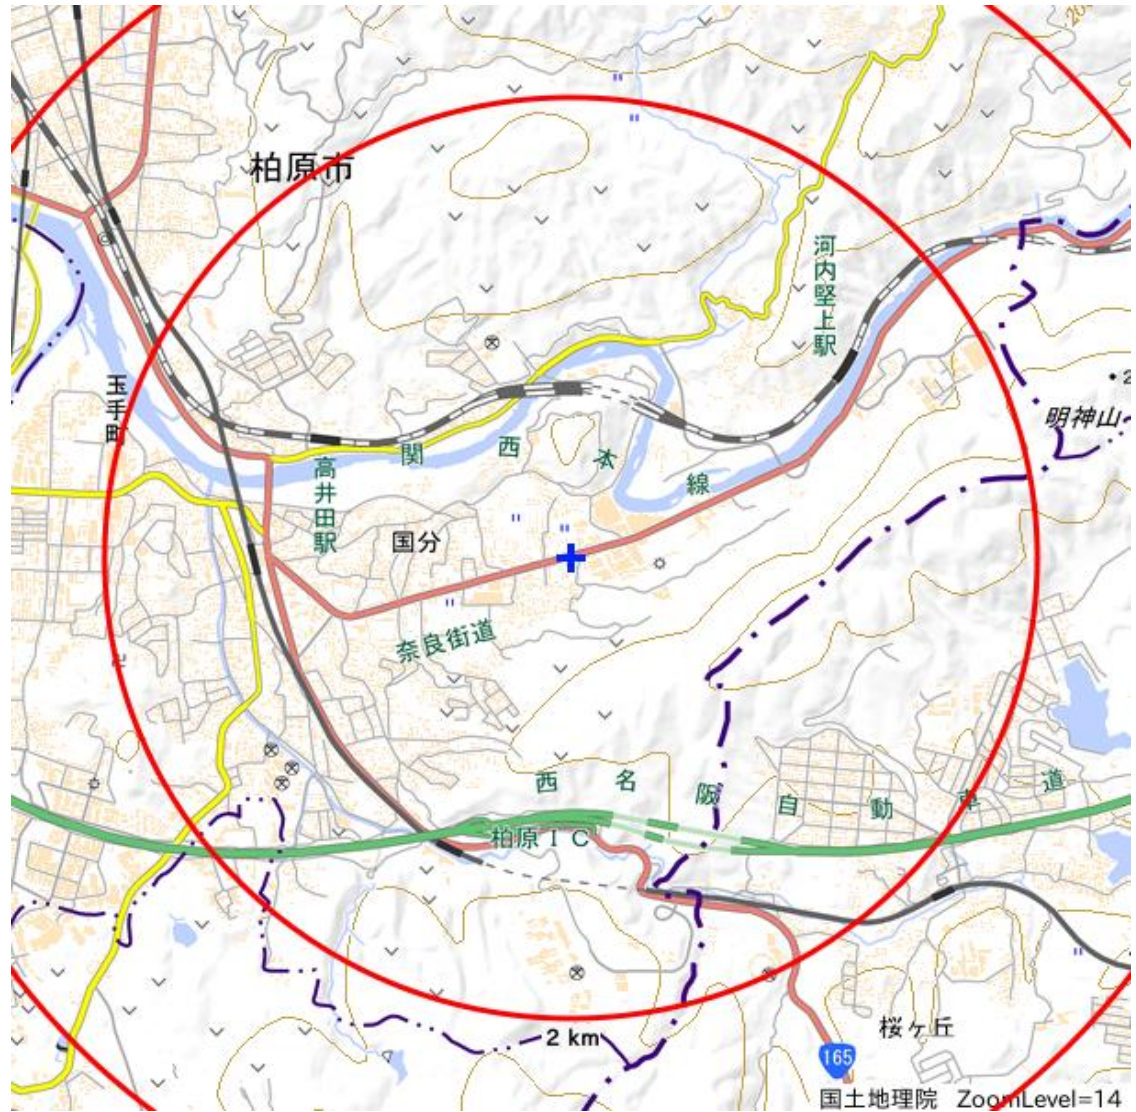 柏原市
河内堅上駅
玉手町
明神山
関西本線
高井田駅
国分
奈良街道
西名阪自動車道
柏原IC
桜ヶ丘
2 km
165
国土地理院 ZoomLevel=14